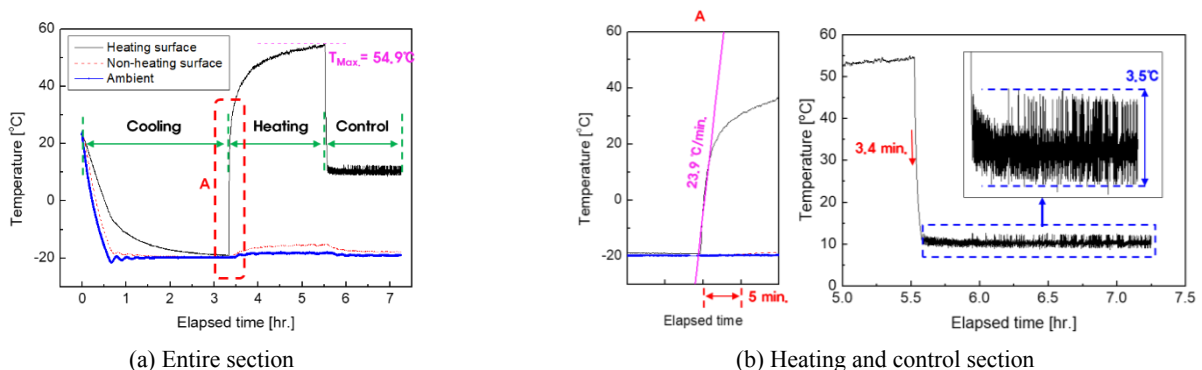 60
40
20
0
-20
Temperature [°C]
Heating surface
Non-heating surface
Ambient
T_Max. = 54.9℃
Cooling
Heating
Control
A
0 1 2 3 4 5 6 7
Elapsed time [hr.]
(a) Entire section
A
60
40
20
0
-20
Temperature [°C]
23.9 ℃/min.
5 min.
Elapsed time
60
50
40
30
20
10
0
Temperature [°C]
3.4 min.
3.5℃
5.0 5.5 6.0 6.5 7.0 7.5
Elapsed time [hr.]
(b) Heating and control section